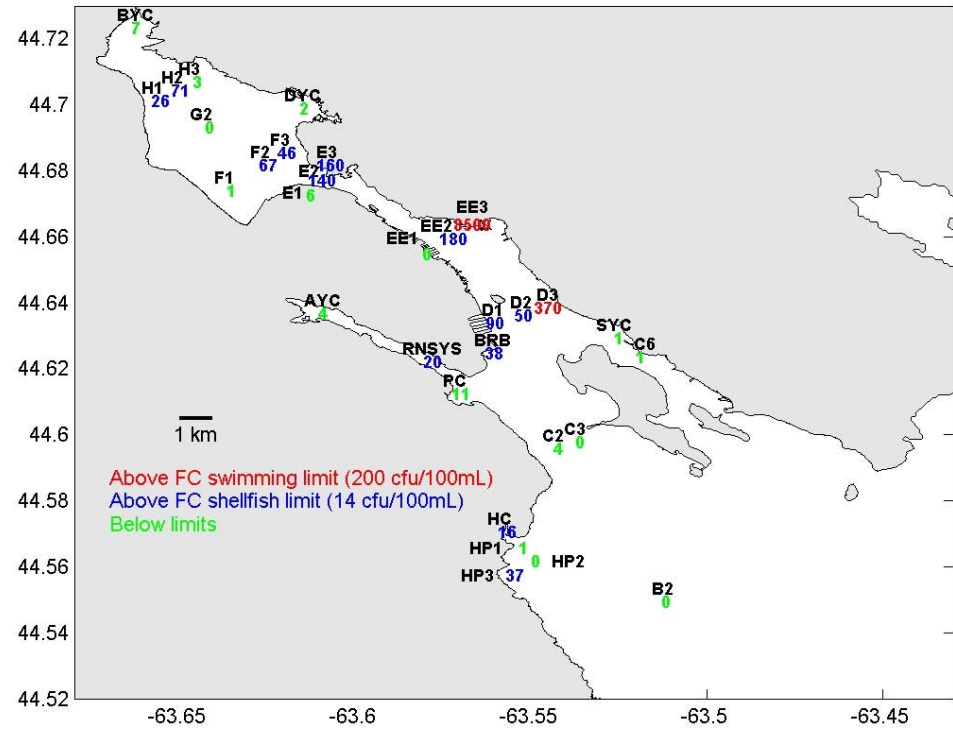 44.72
44.7
44.68
44.66
44.64
44.62
44.6
44.58
44.56
44.54
44.52
BYC
7
H3
3
H2
71
H1
26
G2
0
DYC
2
F3
46
F2
67
F1
1
E3
160
E2
140
E1
6
EE3
EE2
180
EE1
0
AYC
4
D3
370
D2
50
D1
90
BRB
38
SYC
1
C6
1
RNSYS
20
PC
11
C3
0
C2
4
1 km
Above FC swimming limit (200 cfu/100mL)
Above FC shellfish limit (14 cfu/100mL)
Below limits
HC
16
HP1
1
0
HP2
HP3
37
B2
0
-63.65
-63.6
-63.55
-63.5
-63.45